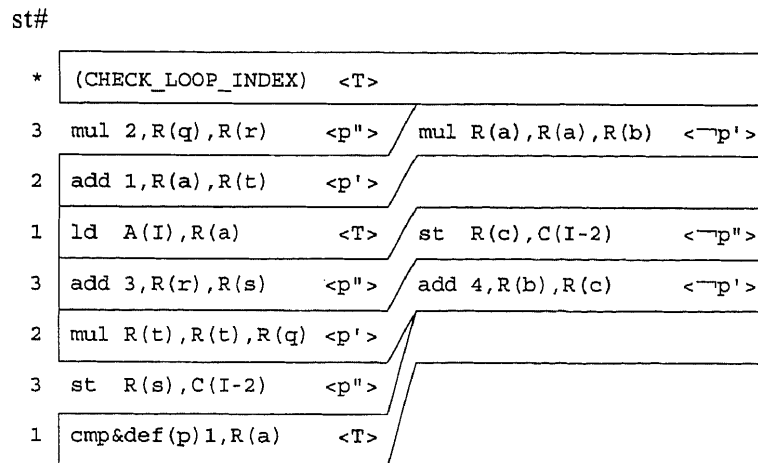 st#
* (CHECK_LOOP_INDEX) <T>
3 mul 2,R(q),R(r) <p"> mul R(a),R(a),R(b) <¬p'>
2 add 1,R(a),R(t) <p'>
1 ld A(I),R(a) <T> st R(c),C(I-2) <¬p">
3 add 3,R(r),R(s) <p"> add 4,R(b),R(c) <¬p'>
2 mul R(t),R(t),R(q) <p'>
3 st R(s),C(I-2) <p">
1 cmp&def(p)1,R(a) <T>